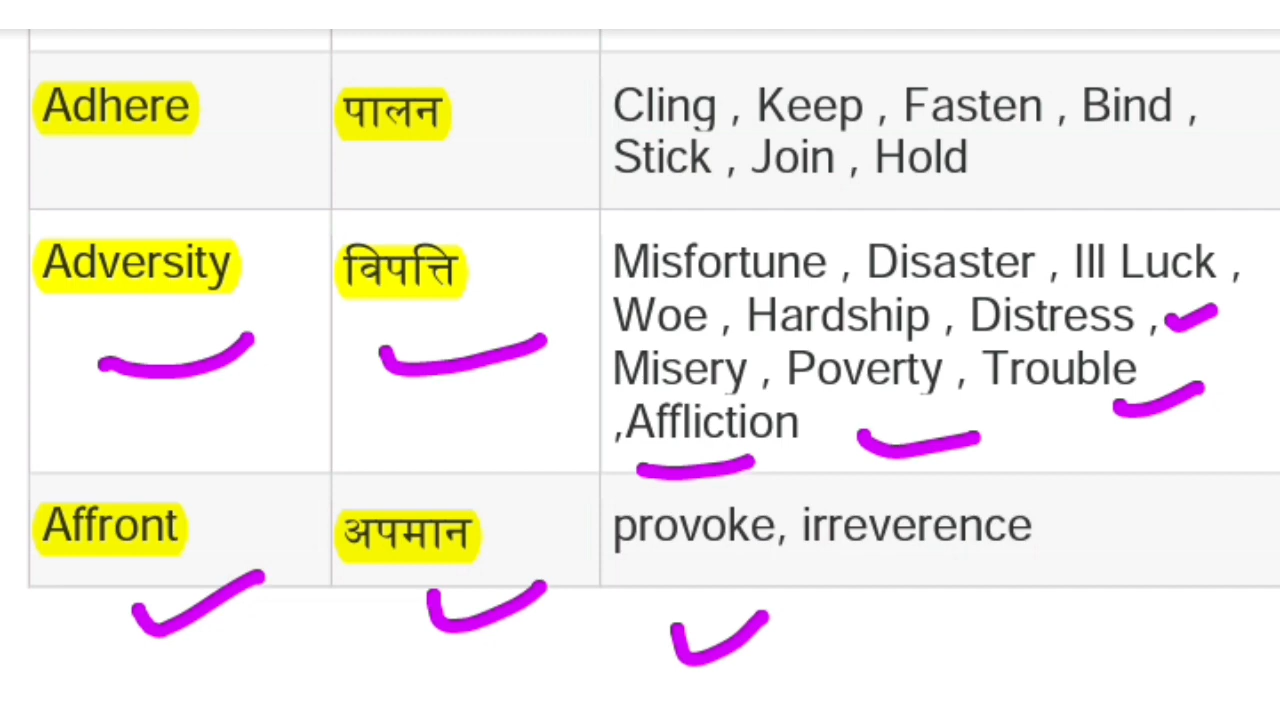 Adhere पालन Cling , Keep , Fasten , Bind ,
Stick , Join , Hold
Adversity विपत्ति Misfortune , Disaster , Ill Luck ,
Woe , Hardship , Distress ,
Misery , Poverty , Trouble
,Affliction
Affront अपमान provoke, irreverence